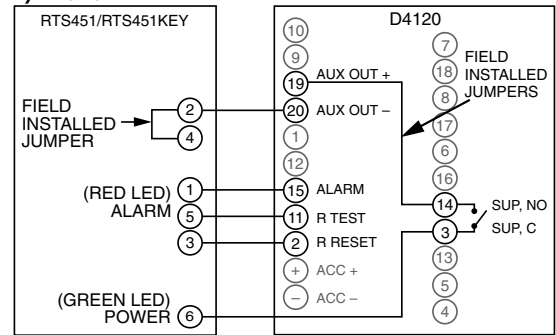 RTS451/RTS451KEY
FIELD
INSTALLED
JUMPER
2
4
(RED LED)
ALARM
1
5
3
(GREEN LED)
POWER
6
D4120
10
9
19 AUX OUT +
20 AUX OUT –
1
12
15 ALARM
11 R TEST
2 R RESET
+ ACC +
– ACC –
FIELD
INSTALLED
JUMPERS
7
18
8
17
6
16
14 SUP, NO
3 SUP, C
13
5
4